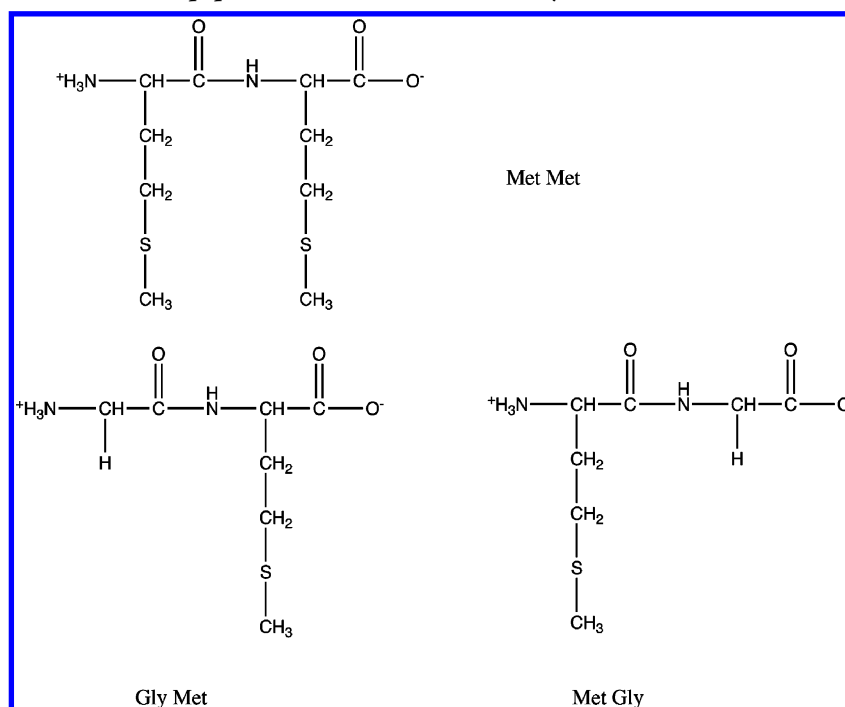 O O
⁺H₃N CH C H N CH C O⁻
CH₂ CH₂
CH₂ CH₂
S S
CH₃ CH₃
Met Met
O O
⁺H₃N CH C H N CH C O⁻
H CH₂
CH₂
S
CH₃
Gly Met
O O
⁺H₃N CH C H N CH C
CH₂ H
CH₂
S
CH₃
Met Gly